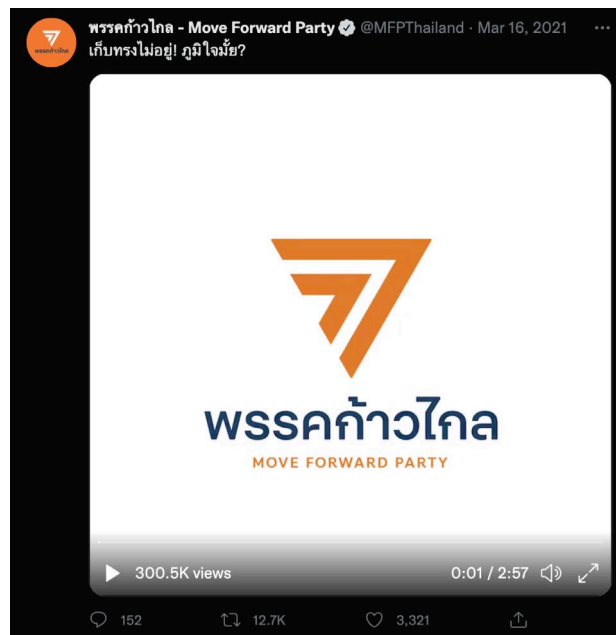 พรรคก้าวไกล - Move Forward Party @MFPThailand · Mar 16, 2021 ...
เก็บทรงไม่อยู่! ภูมิใจมั้ย?
พรรคก้าวไกล
พรรคก้าวไกล
MOVE FORWARD PARTY
300.5K views 0:01 / 2:57
152 12.7K 3,321